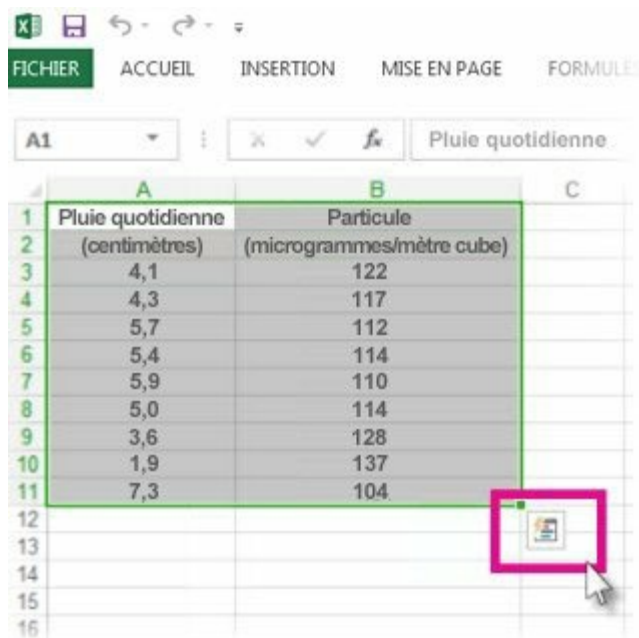 FICHIER ACCUEIL INSERTION MISE EN PAGE FORMULES
A1 fx Pluie quotidienne
A B C
1 Pluie quotidienne Particule
2 (centimètres) (microgrammes/mètre cube)
3 4,1 122
4 4,3 117
5 5,7 112
6 5,4 114
7 5,9 110
8 5,0 114
9 3,6 128
10 1,9 137
11 7,3 104
12
13
14
15
16